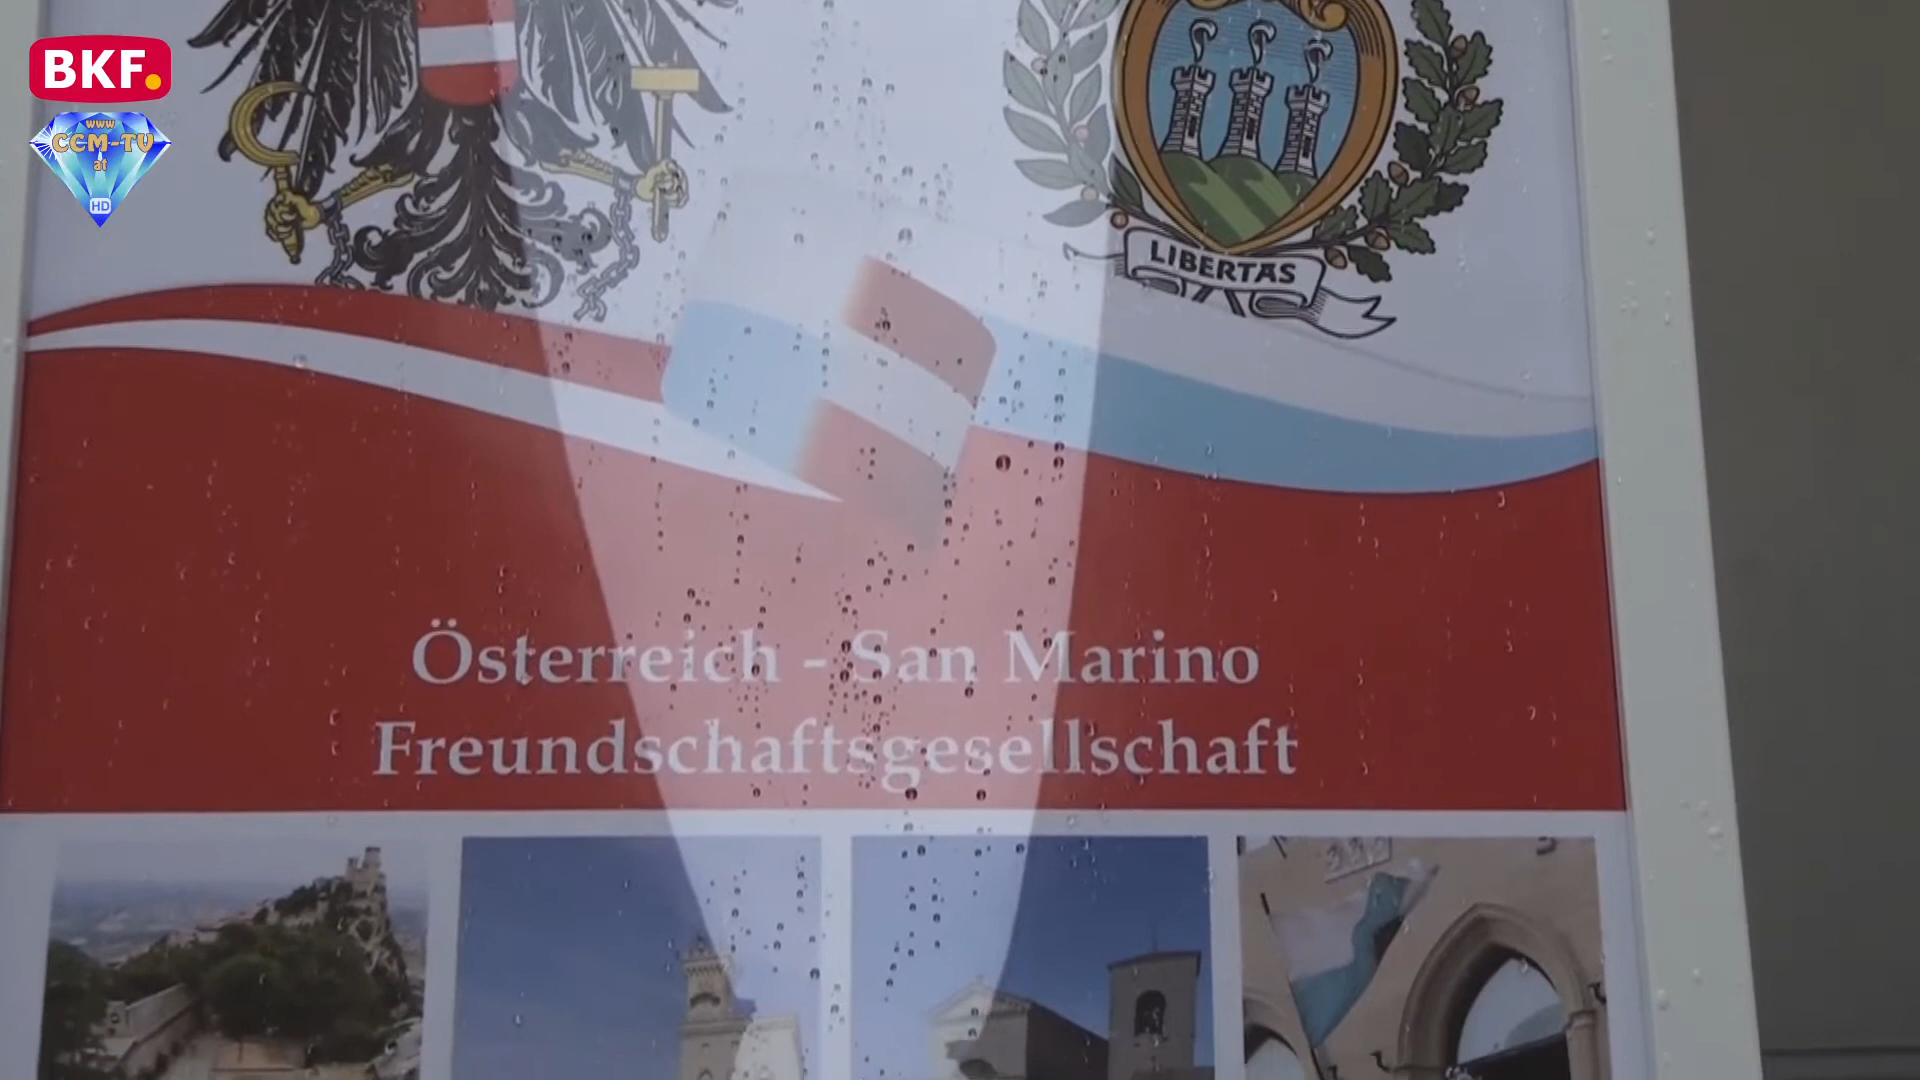 BKF.
www
CCM-TV
at
HD
LIBERTAS
Österreich - San Marino
Freundschaftsgesellschaft